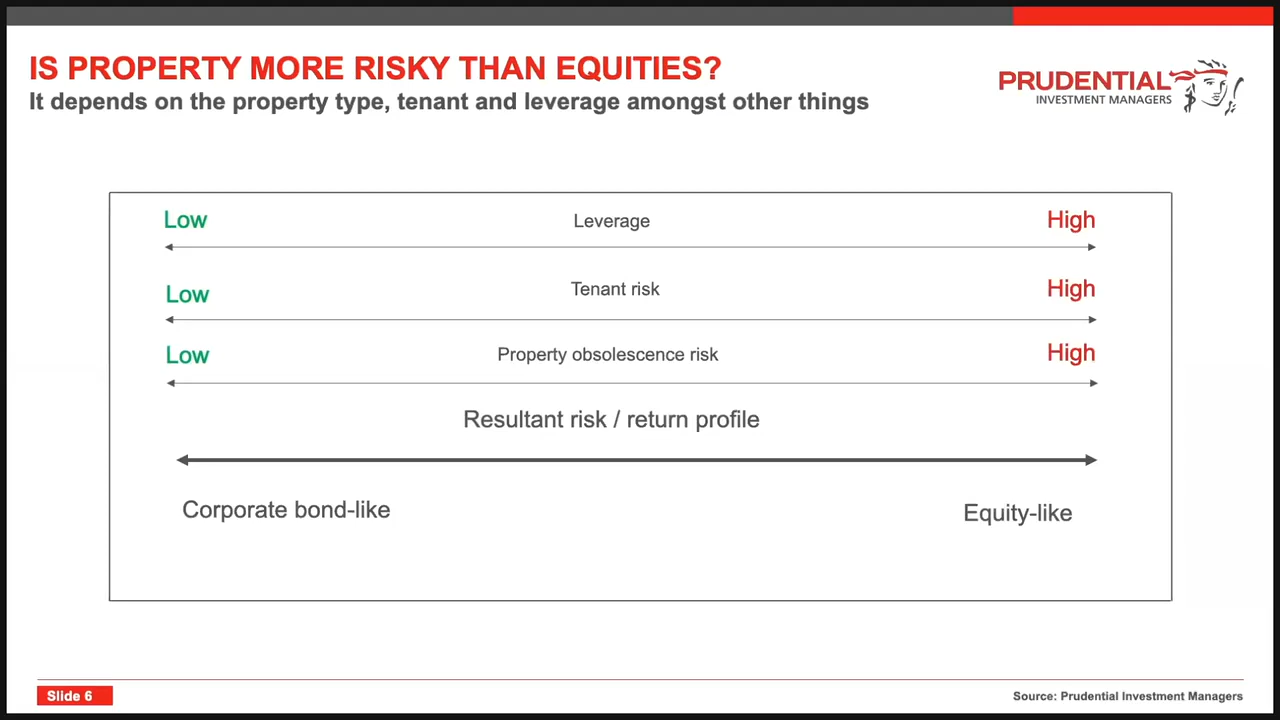 IS PROPERTY MORE RISKY THAN EQUITIES?
It depends on the property type, tenant and leverage amongst other things
PRUDENTIAL
INVESTMENT MANAGERS
Low Leverage High
Low Tenant risk High
Low Property obsolescence risk High
Resultant risk / return profile
Corporate bond-like Equity-like
Slide 6 Source: Prudential Investment Managers